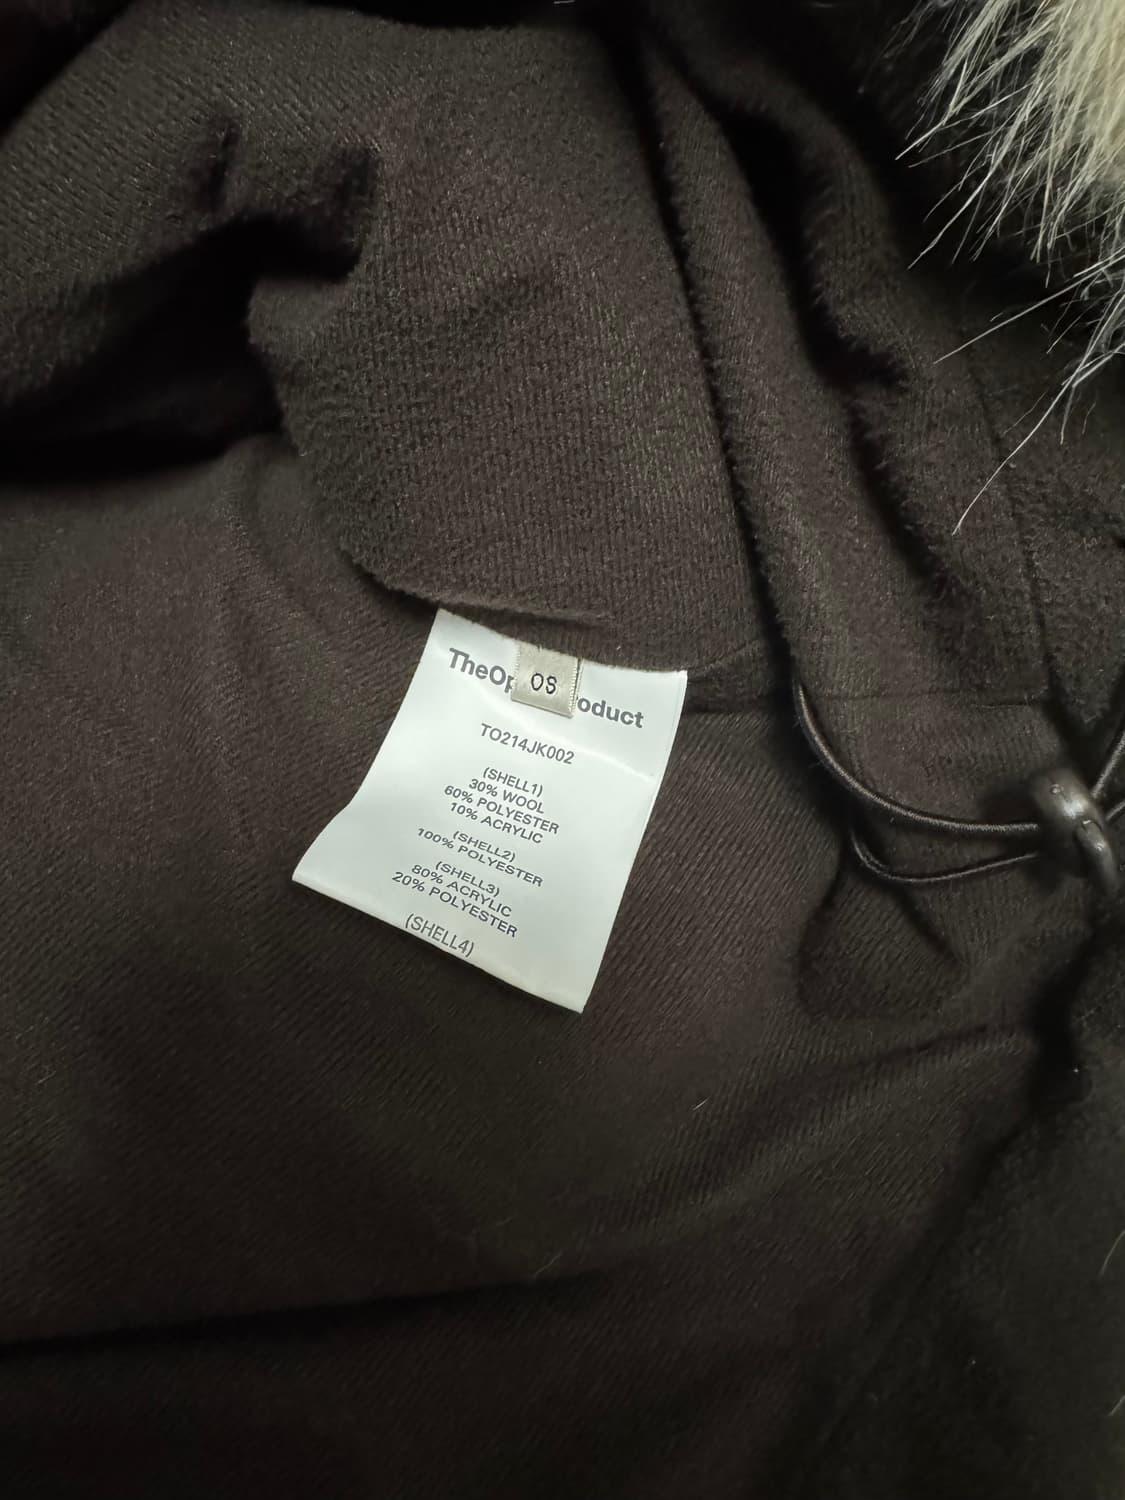 TheOp oduct
OS
TO214JK002
(SHELL1)
30% WOOL
60% POLYESTER
10% ACRYLIC
(SHELL2)
100% POLYESTER
(SHELL3)
80% ACRYLIC
20% POLYESTER
(SHELL4)